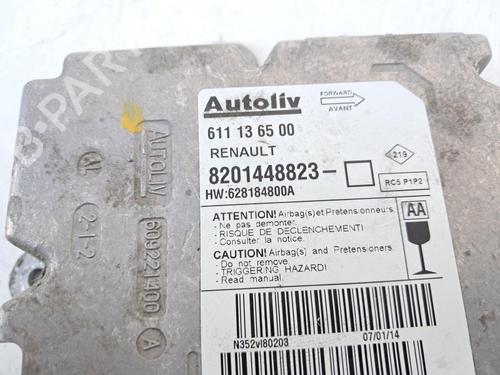 Autoliv
FORWARD
AVANT
611 13 65 00
RENAULT
8201448823-
HW:628184800A
219
RC5 P1P2
ATTENTION! Airbag(s) et Pretensionneurs.
- Ne pas demonter.
- RISQUE DE DECLENCHEMENT!
- Consulter la notice.
AA
CAUTION! Airbag(s) and Pretensioners.
- Do not remove.
- TRIGGERING HAZARD!
- Read manual.
N352vl80203
07/01/14
AUTOLIV
609221400
A
2-1-2
B-PARTS